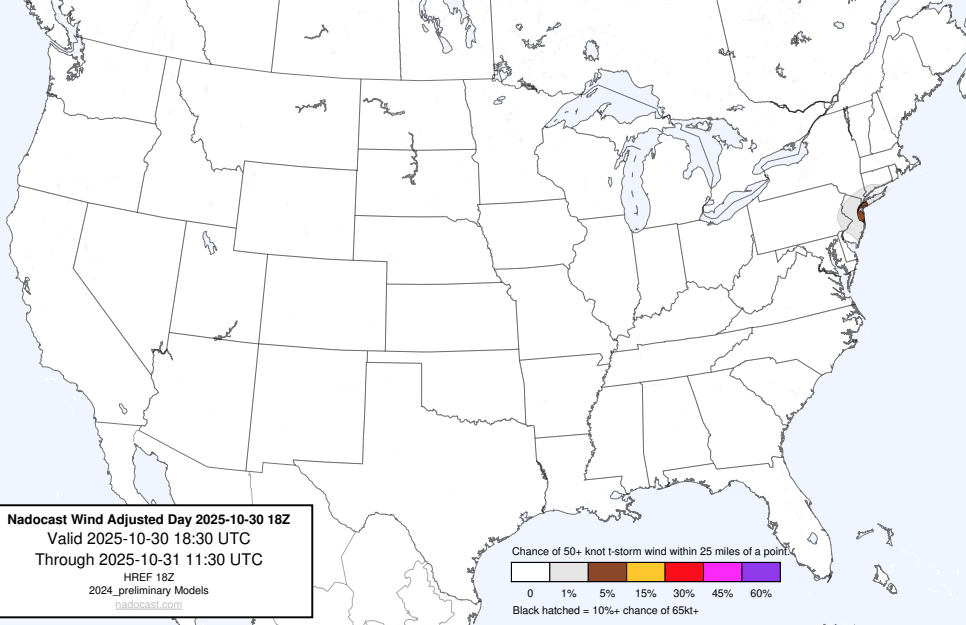 Nadocast Wind Adjusted Day 2025-10-30 18Z
Valid 2025-10-30 18:30 UTC
Through 2025-10-31 11:30 UTC
HREF 18Z
2024_preliminary Models
nadocast.com
Chance of 50+ knot t-storm wind within 25 miles of a point.
0 1% 5% 15% 30% 45% 60%
Black hatched = 10%+ chance of 65kt+